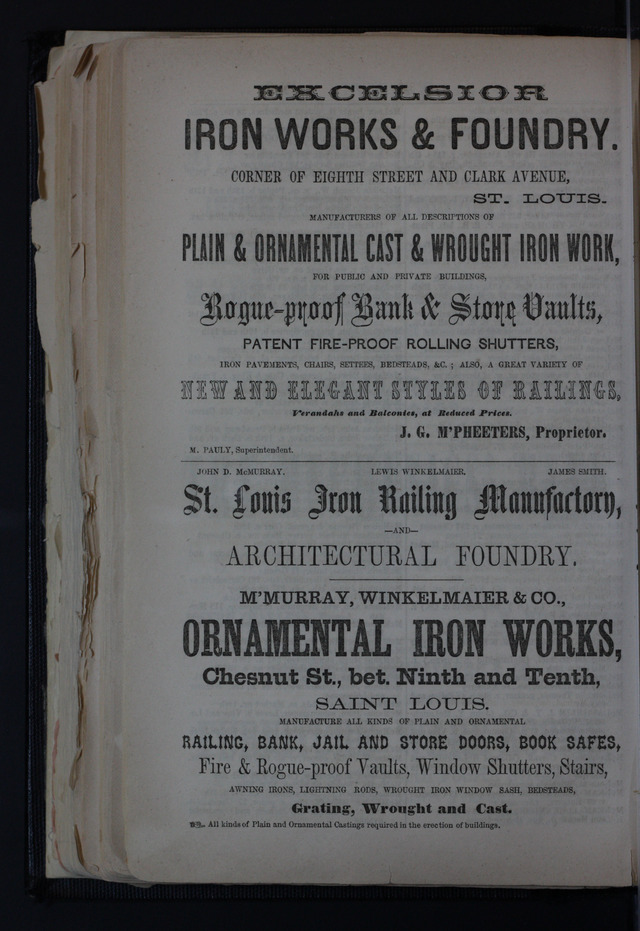 EXCELSIOR
IRON WORKS & FOUNDRY.
CORNER OF EIGHTH STREET AND CLARK AVENUE,
ST. LOUIS.
MANUFACTURERS OF ALL DESCRIPTIONS OF
PLAIN & ORNAMENTAL CAST & WROUGHT IRON WORK,
FOR PUBLIC AND PRIVATE BUILDINGS,
Rogue-proof Bank & Store Vaults,
PATENT FIRE-PROOF ROLLING SHUTTERS,
IRON PAVEMENTS, CHAIRS, SETTEES, BEDSTEADS, &C. ; ALSO, A GREAT VARIETY OF
NEW AND ELEGANT STYLES OF RAILINGS,
Verandahs and Balconies, at Reduced Prices.
J. G. M'PHEETERS, Proprietor.
M. PAULY, Superintendent.
JOHN D. McMURRAY. LEWIS WINKELMAIER. JAMES SMITH.
St. Louis Iron Railing Manufactory,
—AND—
ARCHITECTURAL FOUNDRY.
M'MURRAY, WINKELMAIER & CO.,
ORNAMENTAL IRON WORKS,
Chesnut St., bet. Ninth and Tenth,
SAINT LOUIS.
MANUFACTURE ALL KINDS OF PLAIN AND ORNAMENTAL
RAILING, BANK, JAIL AND STORE DOORS, BOOK SAFES,
Fire & Rogue-proof Vaults, Window Shutters, Stairs,
AWNING IRONS, LIGHTNING RODS, WROUGHT IRON WINDOW SASH, BEDSTEADS,
Grating, Wrought and Cast.
☞ All kinds of Plain and Ornamental Castings required in the erection of buildings.